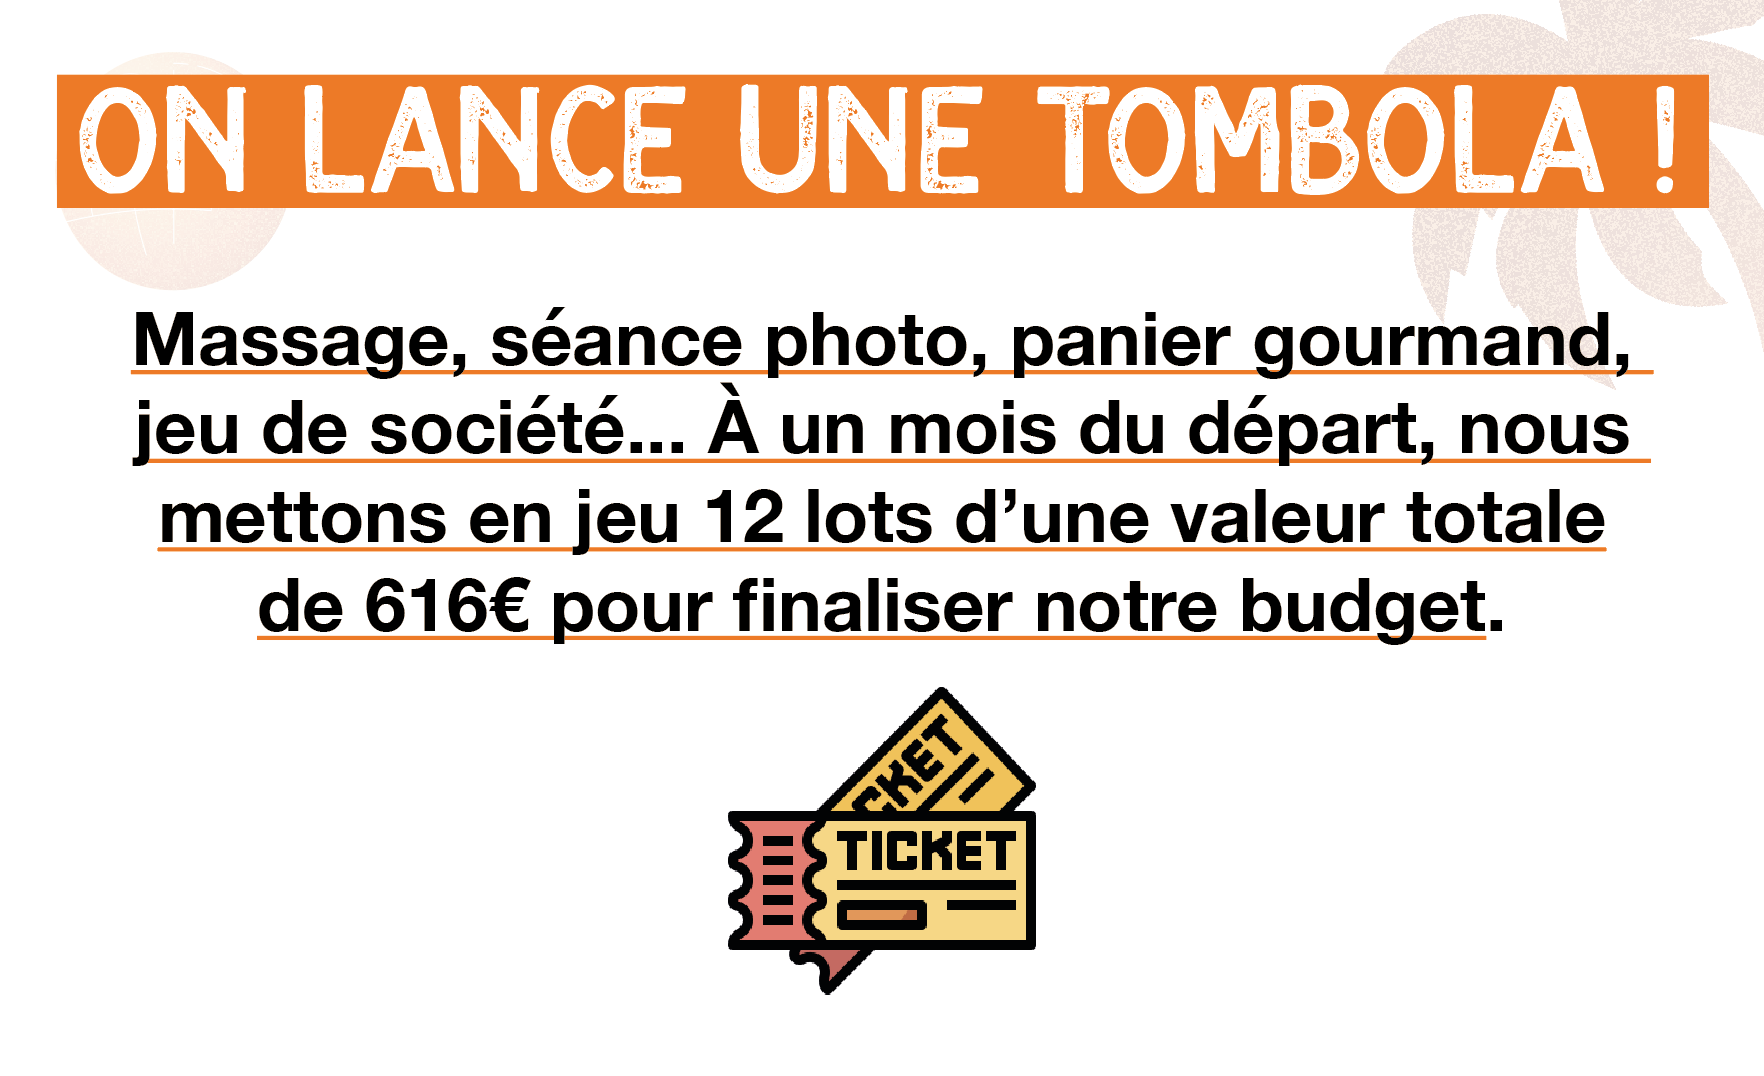 ON LANCE UNE TOMBOLA !
Massage, séance photo, panier gourmand,
jeu de société... À un mois du départ, nous
mettons en jeu 12 lots d’une valeur totale
de 616€ pour finaliser notre budget.
CKET
TICKET